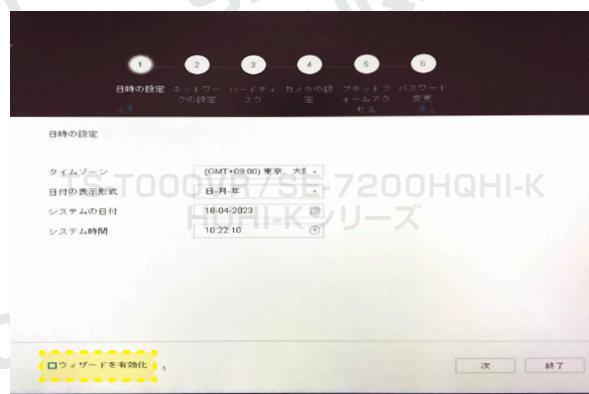 1 2 3 4 5 6
日時の設定 ネットワークの設定 ハードディスク カメラの設定 プラットフォームアクセス パスワード変更
日時の設定
タイムゾーン (GMT+09:00) 東京、大
日付の表示形式 日-月-年
TS-TO00VR/SE-7200HQHI-K
システムの日付 18-04-2023
HUHI-Kシリーズ
システム時間 10:22:10
ウィザードを有効化 次 終了